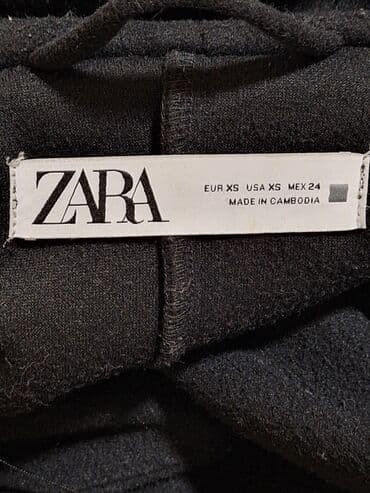 ZARA
EUR XS USA XS MEX 24
MADE IN CAMBODIA